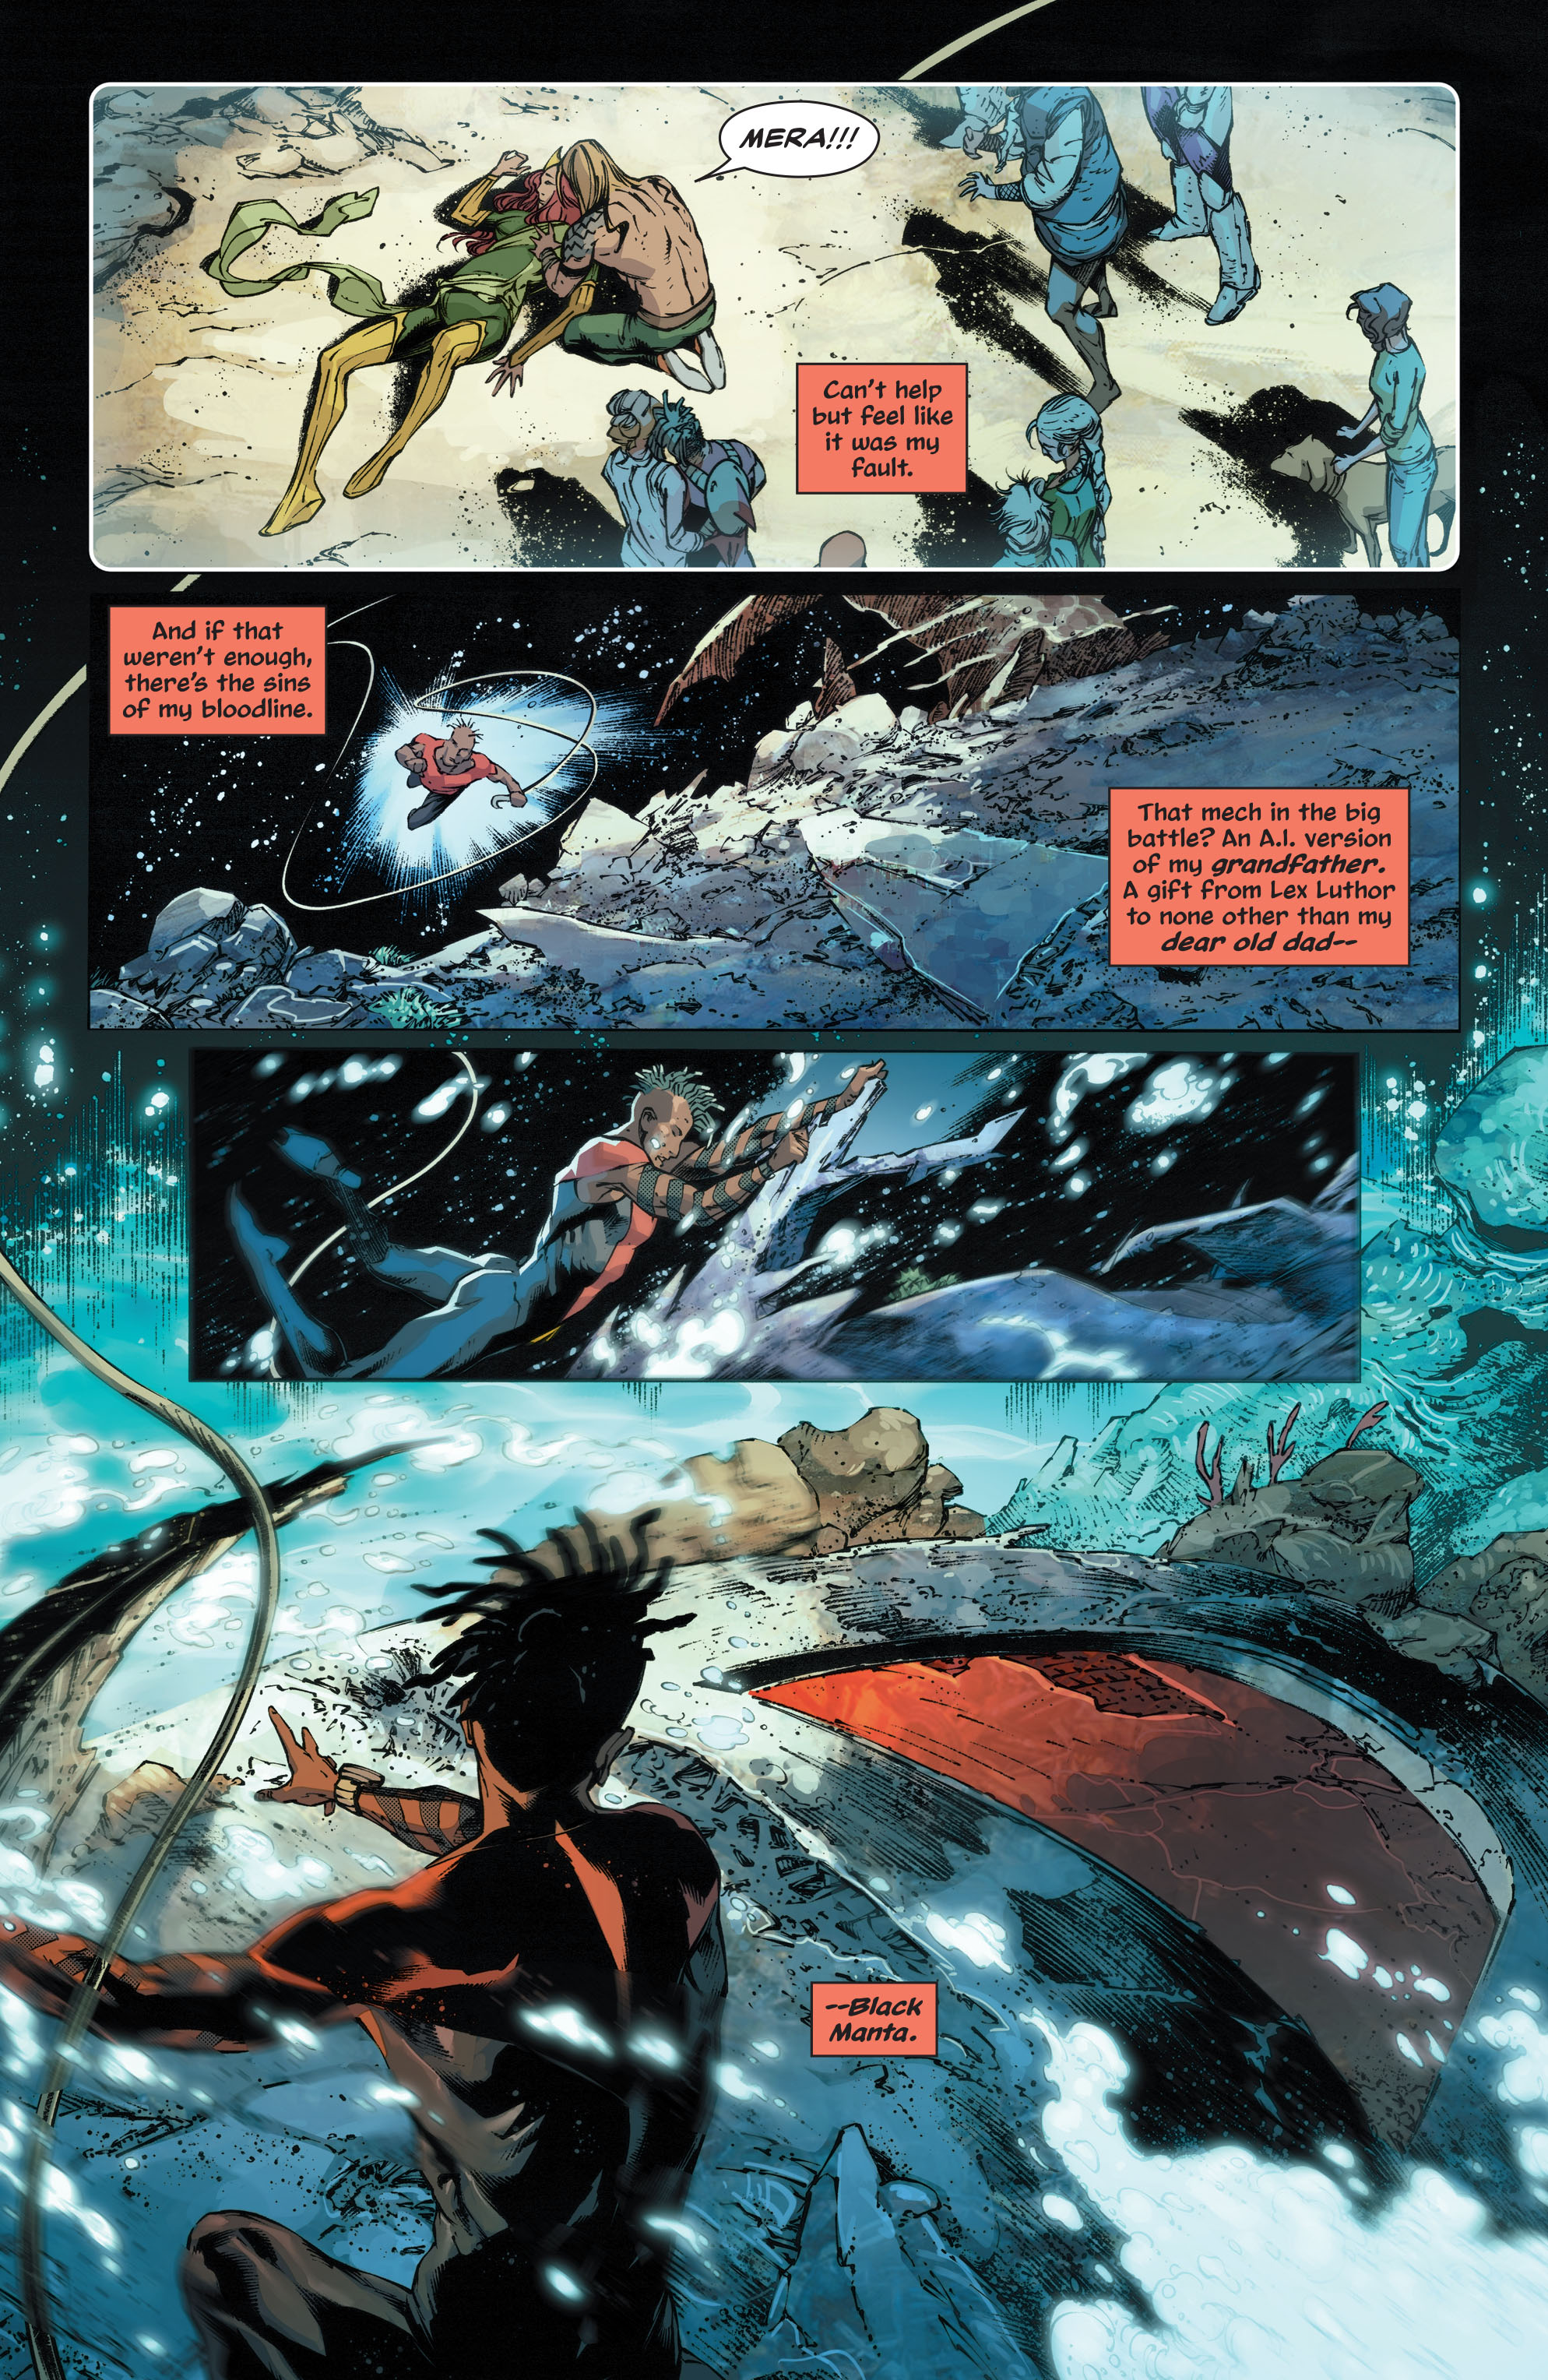 MERA!!!
Can't help
but feel like
it was my
fault.
And if that
weren't enough,
there's the sins
of my bloodline.
That mech in the big
battle? An A.I. version
of my grandfather.
A gift from Lex Luthor
to none other than my
dear old dad--
--Black
Manta.